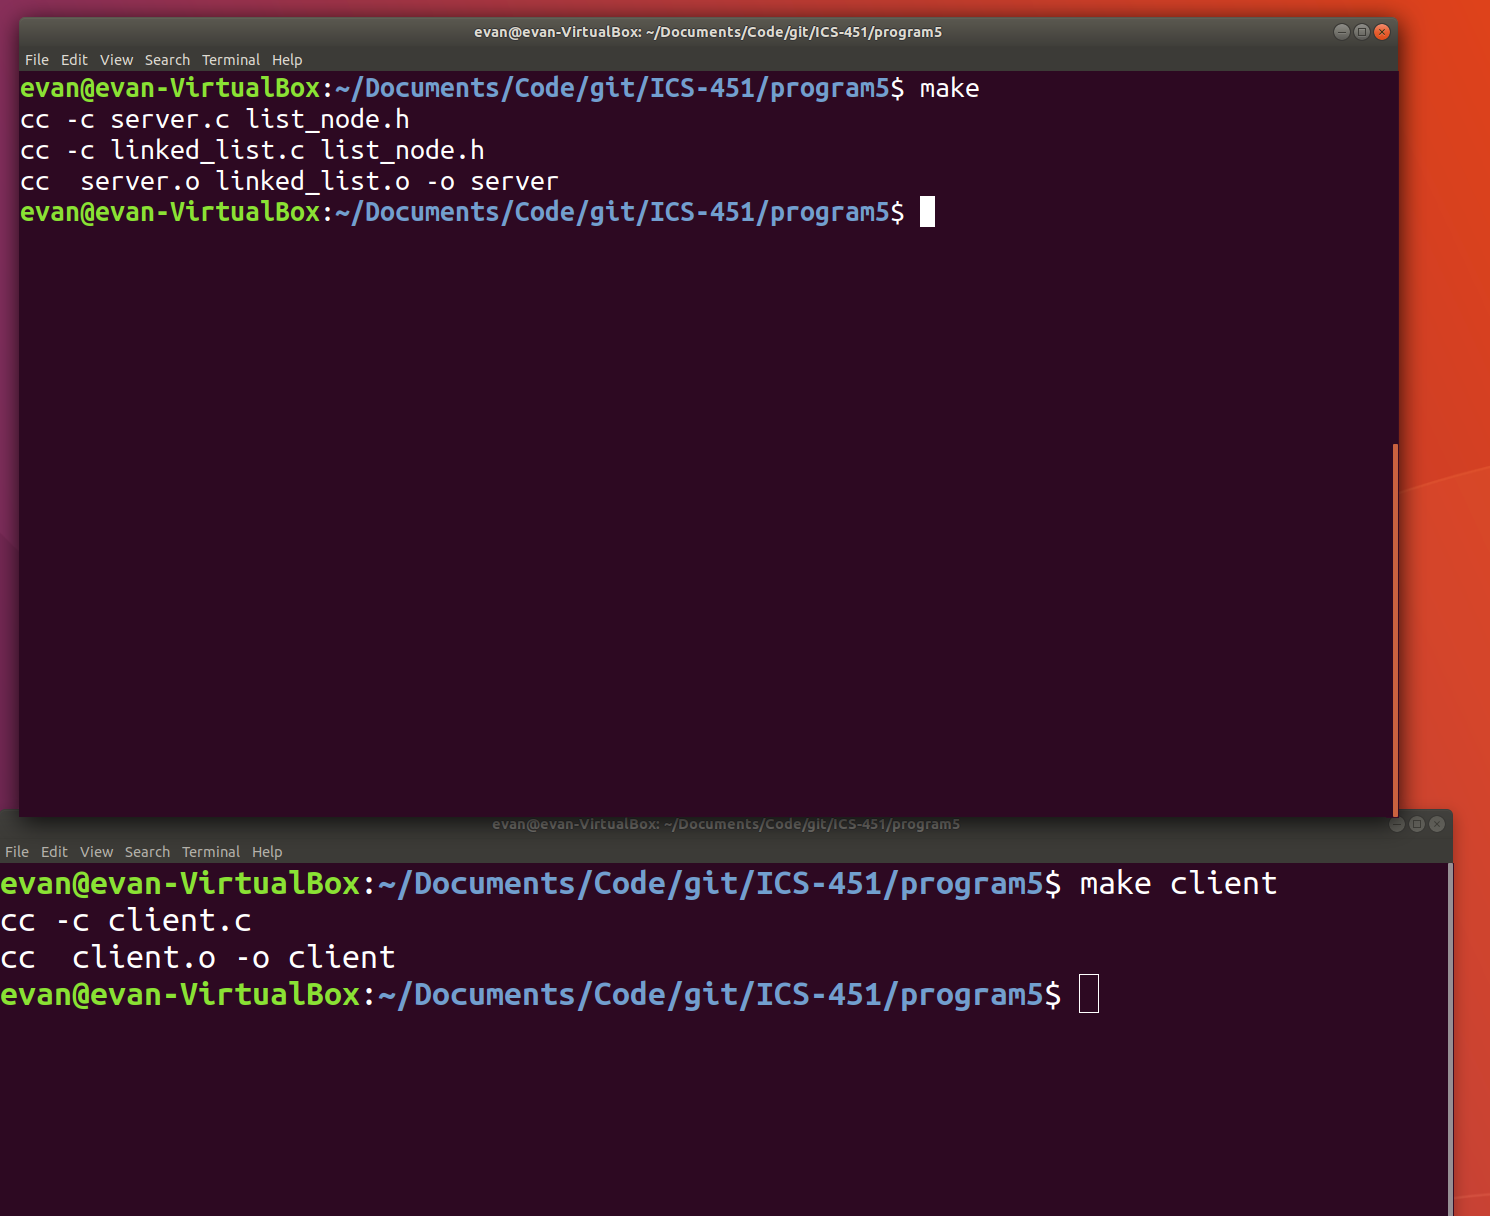 evan@evan-VirtualBox: ~/Documents/Code/git/ICS-451/program5
File Edit View Search Terminal Help
evan@evan-VirtualBox:~/Documents/Code/git/ICS-451/program5$ make
cc -c server.c list_node.h
cc -c linked_list.c list_node.h
cc  server.o linked_list.o -o server
evan@evan-VirtualBox:~/Documents/Code/git/ICS-451/program5$
evan@evan-VirtualBox: ~/Documents/Code/git/ICS-451/program5
File Edit View Search Terminal Help
evan@evan-VirtualBox:~/Documents/Code/git/ICS-451/program5$ make client
cc -c client.c
cc  client.o -o client
evan@evan-VirtualBox:~/Documents/Code/git/ICS-451/program5$